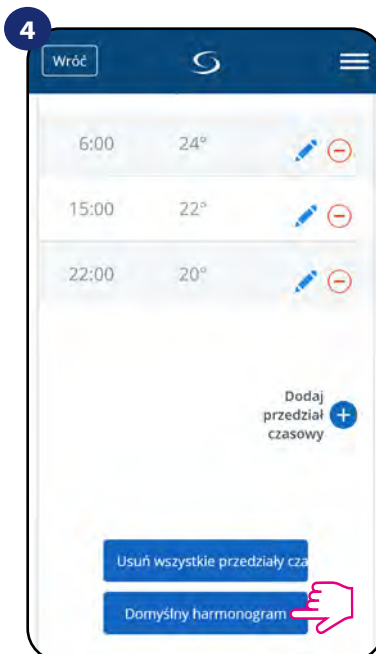 4
Wróć
6:00 24°
15:00 22°
22:00 20°
Dodaj
przedział
czasowy
Usuń wszystkie przedziały cza
Domyślny harmonogram